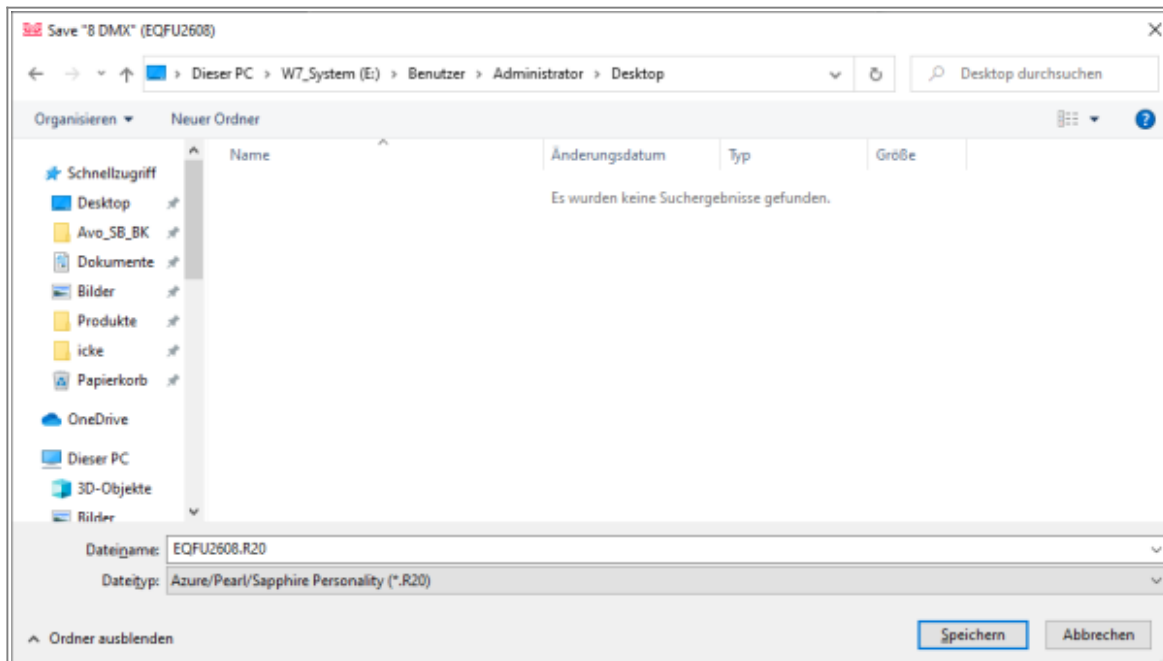 Save "8 DMX" (EQFU2608)
Dieser PC > W7_System (E:) > Benutzer > Administrator > Desktop
Desktop durchsuchen
Organisieren
Neuer Ordner
?
Name
Änderungsdatum
Typ
Größe
Es wurden keine Suchergebnisse gefunden.
Schnellzugriff
Desktop
Avo_SB_BK
Dokumente
Bilder
Produkte
icke
Papierkorb
OneDrive
Dieser PC
3D-Objekte
Bilder
Dateiname: EQFU2608.R20
Dateityp: Azure/Pearl/Sapphire Personality (*.R20)
Ordner ausblenden
Speichern
Abbrechen